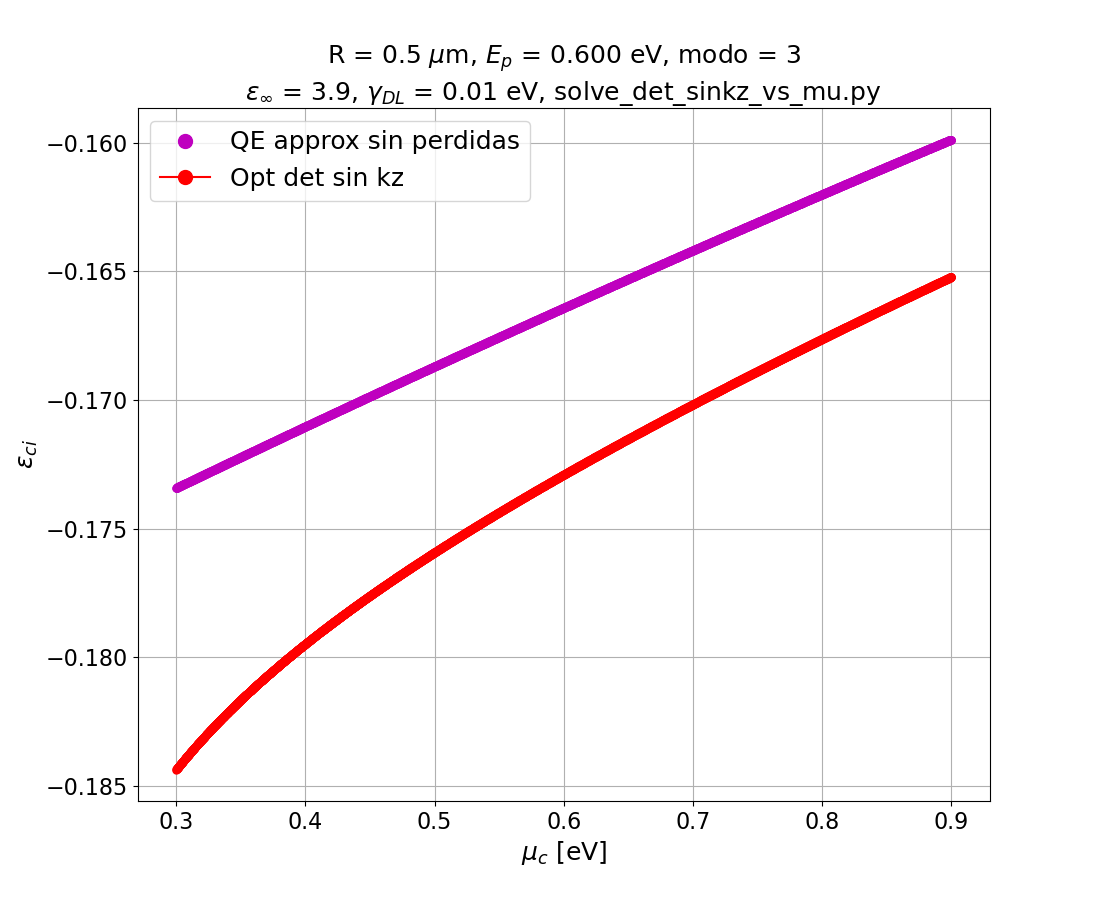 R = 0.5 μm, E_p = 0.600 eV, modo = 3
ε_∞ = 3.9, γ_DL = 0.01 eV, solve_det_sinkz_vs_mu.py
QE approx sin perdidas
Opt det sin kz
−0.160
−0.165
−0.170
−0.175
−0.180
−0.185
ε_ci
0.3 0.4 0.5 0.6 0.7 0.8 0.9
μ_c [eV]